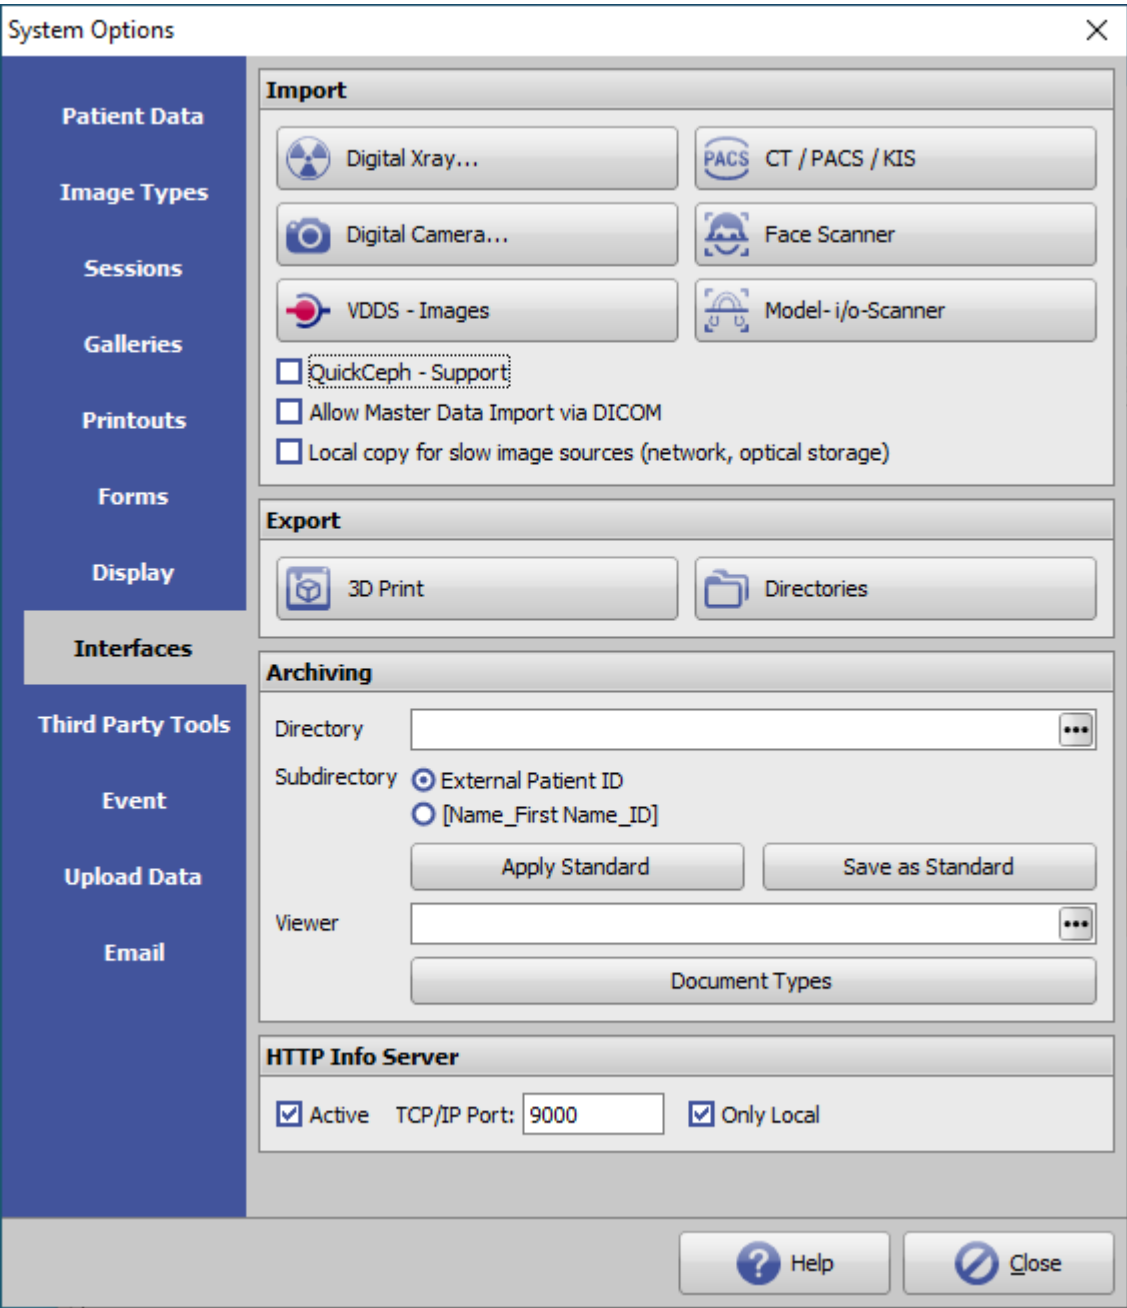 System Options
Patient Data
Image Types
Sessions
Galleries
Printouts
Forms
Display
Interfaces
Third Party Tools
Event
Upload Data
Email
Import
Digital Xray...
PACS CT / PACS / KIS
Digital Camera...
Face Scanner
VDDS - Images
Model- i/o-Scanner
QuickCeph - Support
Allow Master Data Import via DICOM
Local copy for slow image sources (network, optical storage)
Export
3D Print
Directories
Archiving
Directory
Subdirectory External Patient ID
[Name_First Name_ID]
Apply Standard Save as Standard
Viewer
Document Types
HTTP Info Server
Active TCP/IP Port: 9000 Only Local
Help Close